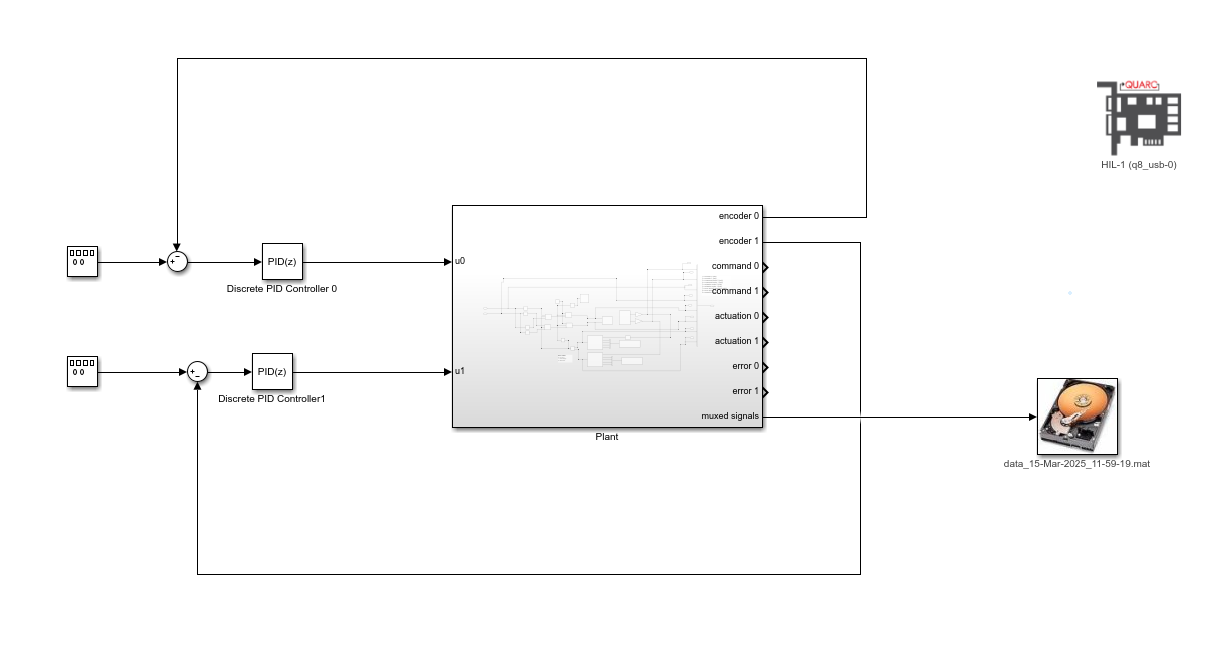 QUARC
HIL-1 (q8_usb-0)
encoder 0
encoder 1
0 0
+
−
PID(z)
u0
command 0
Discrete PID Controller 0
command 1
actuation 0
actuation 1
0 0
+
−
PID(z)
u1
error 0
Discrete PID Controller1
error 1
muxed signals
Plant
data_15-Mar-2025_11-59-19.mat